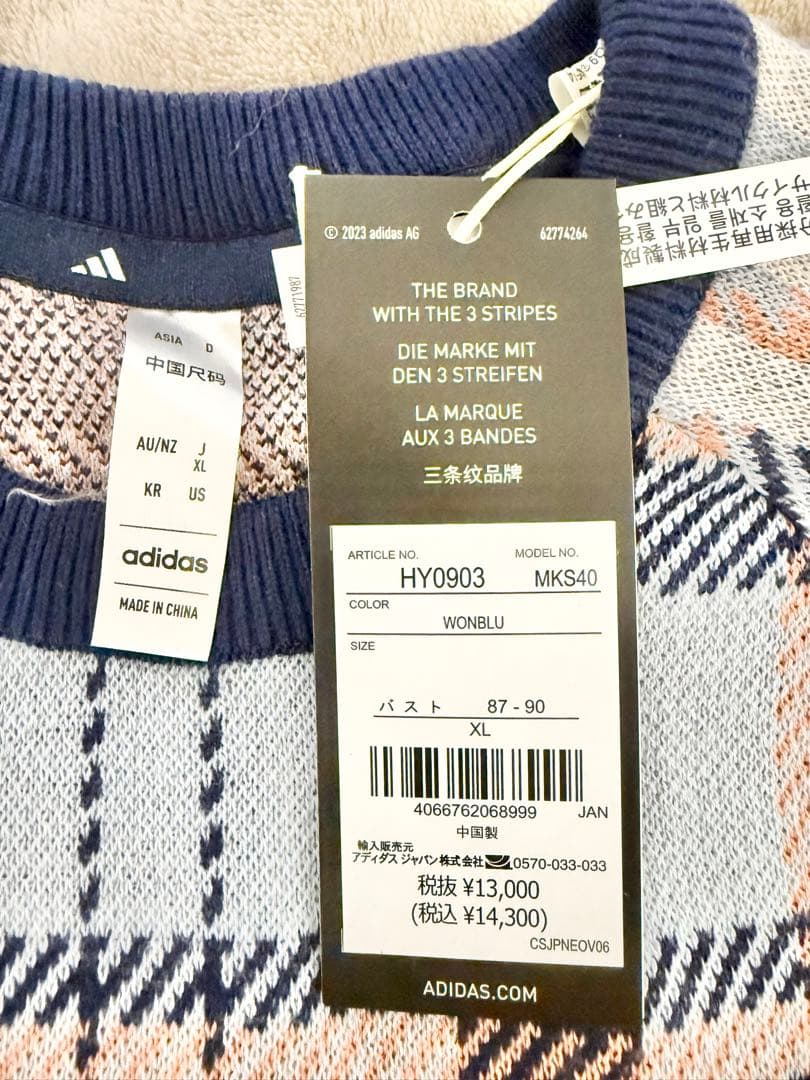 © 2023 adidas AG 62774264
THE BRAND
WITH THE 3 STRIPES
DIE MARKE MIT
DEN 3 STREIFEN
LA MARQUE
AUX 3 BANDES
三条纹品牌
ARTICLE NO. MODEL NO.
HY0903 MKS40
COLOR
WONBLU
SIZE
バスト 87 - 90
XL
4066762068999 JAN
中国製
輸入販売元
アディダス ジャパン株式会社 0570-033-033
税抜 ¥13,000
(税込 ¥14,300)
CSJPNEOV06
ADIDAS.COM
ASIA D
中国尺码
AU/NZ J
XL
KR US
adidas
MADE IN CHINA